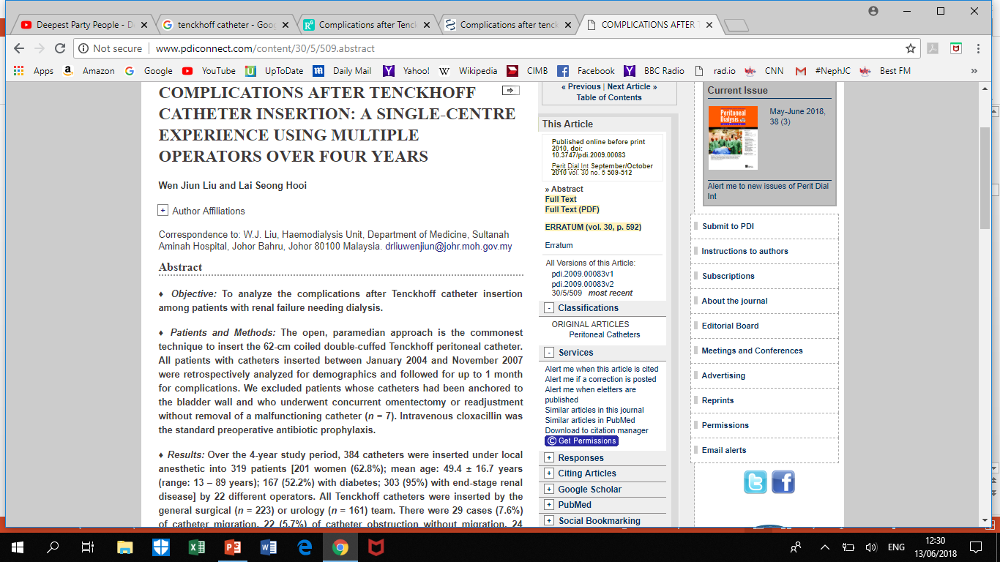 Deepest Party People - D
tenckhoff catheter - Goog
Complications after Tenck
Complications after tenck
COMPLICATIONS AFTER T
Not secure | www.pdiconnect.com/content/30/5/509.abstract
Apps Amazon Google YouTube UpToDate Daily Mail Yahoo! Wikipedia CIMB Facebook BBC Radio rad.io CNN #NephJC Best FM »
COMPLICATIONS AFTER TENCKHOFF
CATHETER INSERTION: A SINGLE-CENTRE
EXPERIENCE USING MULTIPLE
OPERATORS OVER FOUR YEARS
Wen Jiun Liu and Lai Seong Hooi
+ Author Affiliations
Correspondence to: W.J. Liu, Haemodialysis Unit, Department of Medicine, Sultanah
Aminah Hospital, Johor Bahru, Johor 80100 Malaysia. drliuwenjiun@johr.moh.gov.my
Abstract
♦ Objective: To analyze the complications after Tenckhoff catheter insertion
among patients with renal failure needing dialysis.
♦ Patients and Methods: The open, paramedian approach is the commonest
technique to insert the 62-cm coiled double-cuffed Tenckhoff peritoneal catheter.
All patients with catheters inserted between January 2004 and November 2007
were retrospectively analyzed for demographics and followed for up to 1 month
for complications. We excluded patients whose catheters had been anchored to
the bladder wall and who underwent concurrent omentectomy or readjustment
without removal of a malfunctioning catheter (n = 7). Intravenous cloxacillin was
the standard preoperative antibiotic prophylaxis.
♦ Results: Over the 4-year study period, 384 catheters were inserted under local
anesthetic into 319 patients [201 women (62.8%); mean age: 49.4 ± 16.7 years
(range: 13 – 89 years); 167 (52.2%) with diabetes; 303 (95%) with end-stage renal
disease] by 22 different operators. All Tenckhoff catheters were inserted by the
general surgical (n = 223) or urology (n = 161) team. There were 29 cases (7.6%)
of catheter migration, 22 (5.7%) of catheter obstruction without migration, 24
« Previous | Next Article »
Table of Contents
This Article
Published online before print
2010, doi:
10.3747/pdi.2009.00083
Perit Dial Int September/October
2010 vol. 30 no. 5 509-512
» Abstract
Full Text
Full Text (PDF)
ERRATUM (vol. 30, p. 592)
Erratum
All Versions of this Article:
pdi.2009.00083v1
pdi.2009.00083v2
30/5/509 most recent
- Classifications
ORIGINAL ARTICLES
Peritoneal Catheters
- Services
Alert me when this article is cited
Alert me if a correction is posted
Alert me when eletters are
published
Similar articles in this journal
Similar articles in PubMed
Download to citation manager
© Get Permissions
+ Responses
+ Citing Articles
+ Google Scholar
+ PubMed
+ Social Bookmarking
Current Issue
Peritoneal
Dialysis
May-June 2018,
38 (3)
Alert me to new issues of Perit Dial
Int
Submit to PDI
Instructions to authors
Subscriptions
About the journal
Editorial Board
Meetings and Conferences
Advertising
Reprints
Permissions
Email alerts
ENG
12:30
13/06/2018